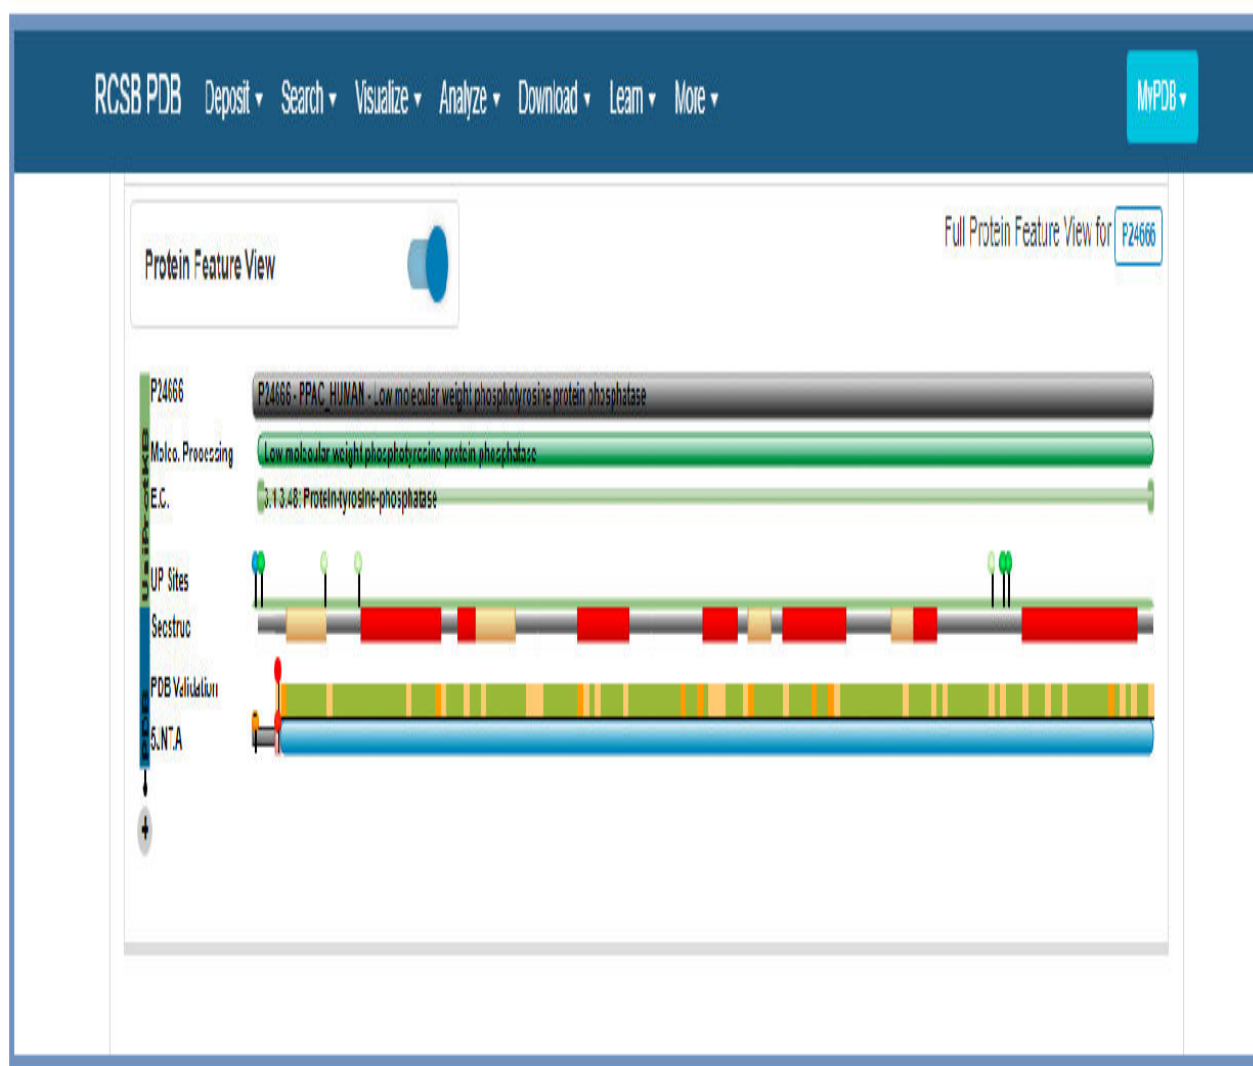 RCSB PDB Deposit Search Visualize Analyze Download Learn More MyPDB
Full Protein Feature View for P24666
Protein Feature View
P24666
P24666 - PPAC_HUMAN - Low molecular weight phosphotyrosine protein phosphatase
Molec. Processing
Low molecular weight phosphotyrosine protein phosphatase
E.C.
3.1.3.48: Protein-tyrosine-phosphatase
UniProtKB
UP Sites
Secstruc
PDB Validation
PDB